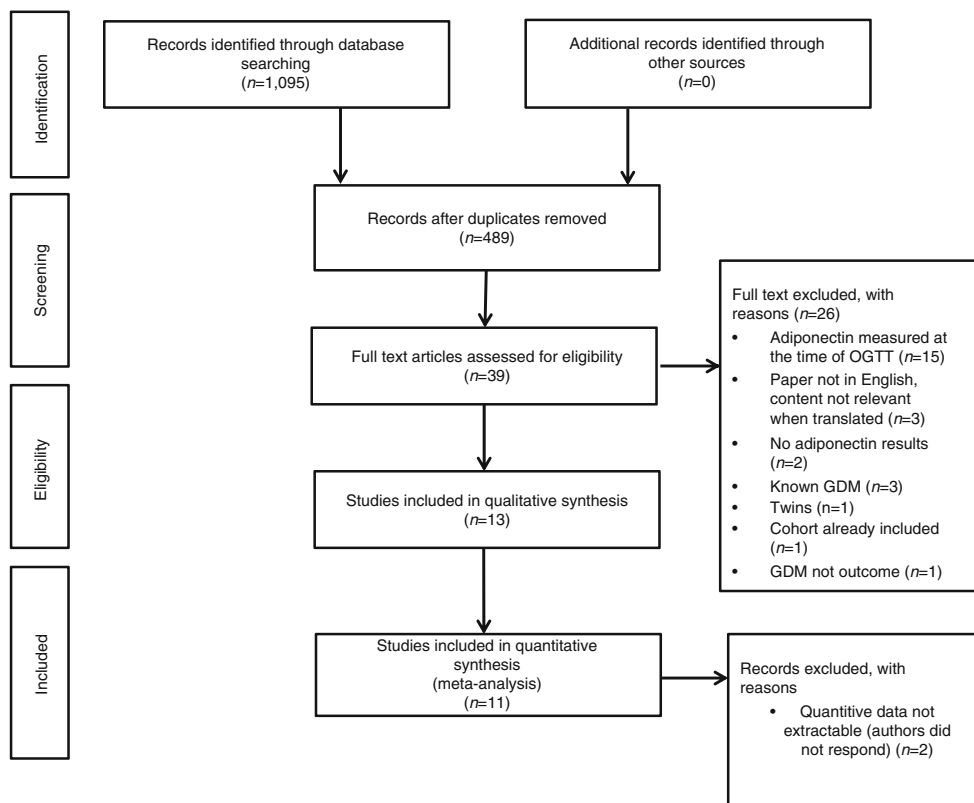 Identification
Records identified through database
searching
(n=1,095)
Additional records identified through
other sources
(n=0)
Screening
Records after duplicates removed
(n=489)
Full text articles assessed for eligibility
(n=39)
Full text excluded, with
reasons (n=26)
• Adiponectin measured at
the time of OGTT (n=15)
• Paper not in English,
content not relevant
when translated (n=3)
• No adiponectin results
(n=2)
• Known GDM (n=3)
• Twins (n=1)
• Cohort already included
(n=1)
• GDM not outcome (n=1)
Eligibility
Studies included in qualitative synthesis
(n=13)
Included
Studies included in quantitative
synthesis
(meta-analysis)
(n=11)
Records excluded, with
reasons
• Quantitive data not
extractable (authors did
not respond) (n=2)